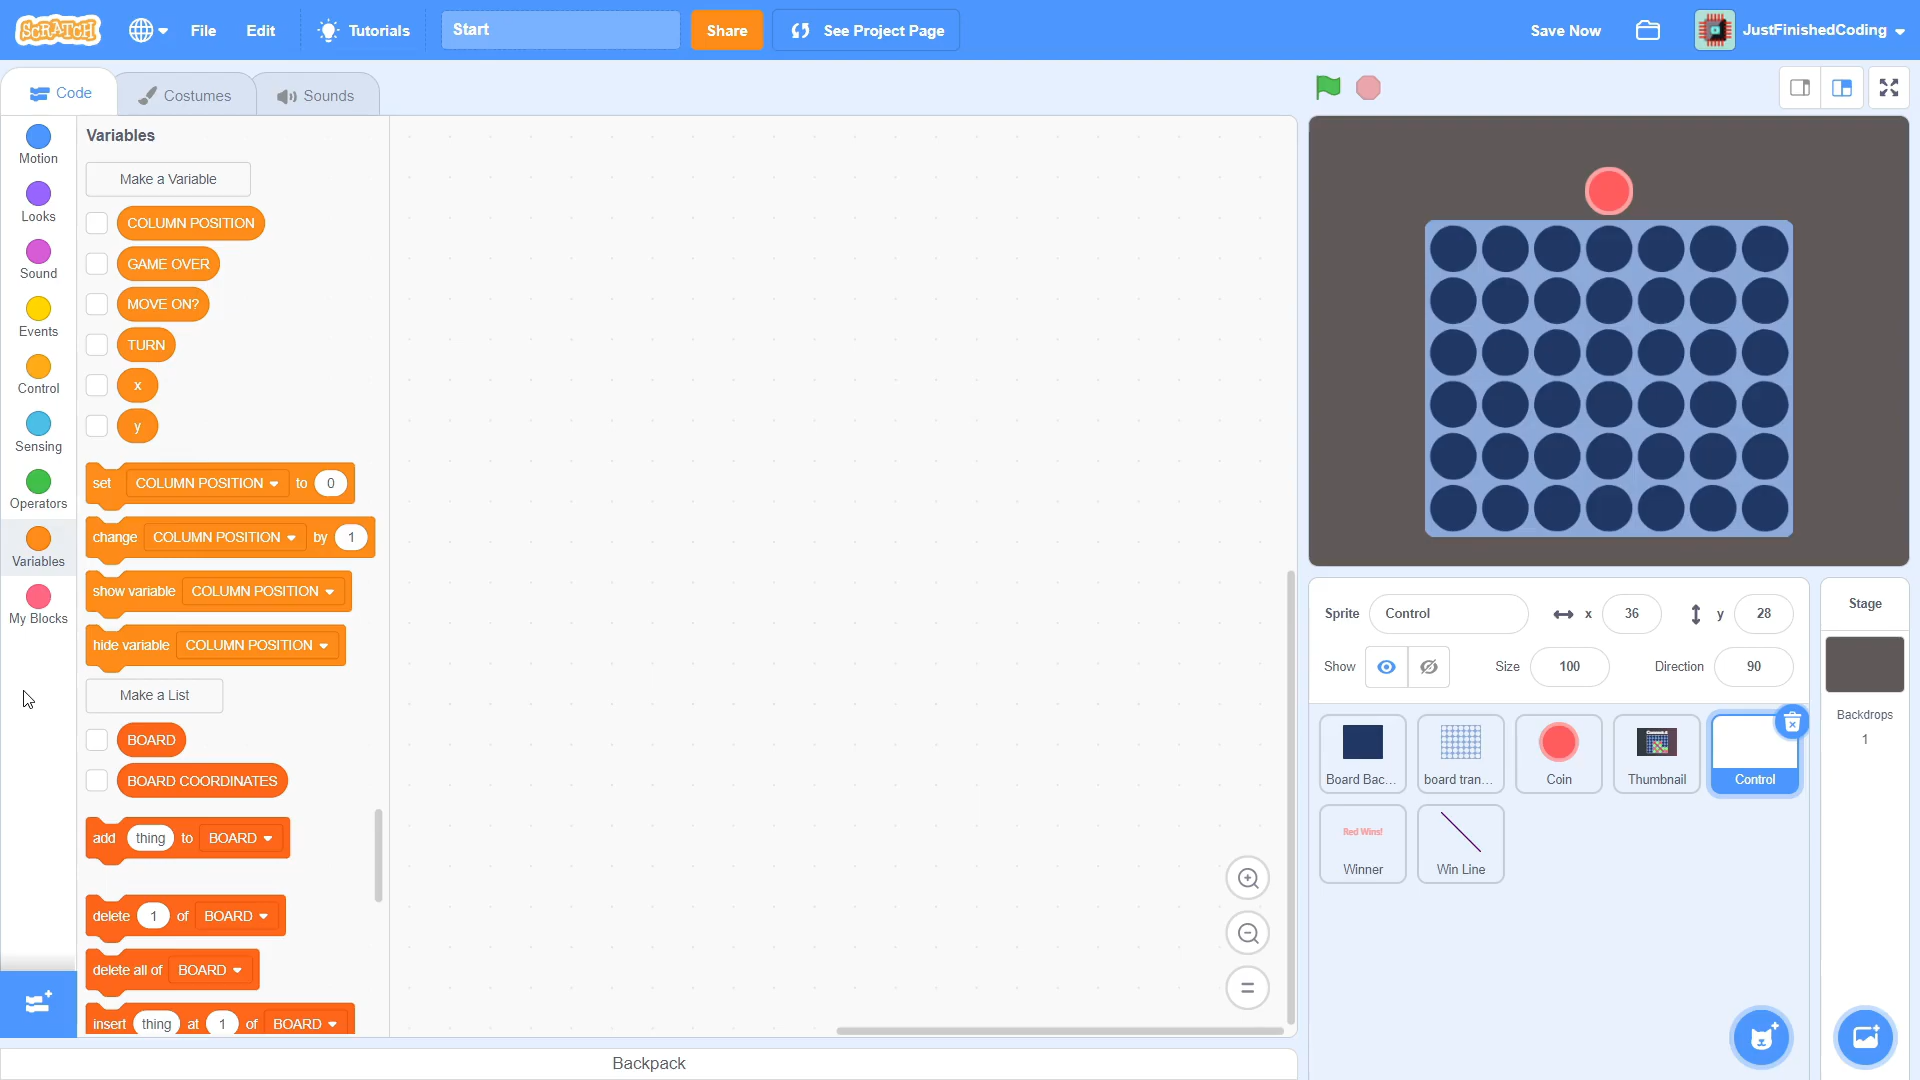 SCRATCH File Edit Tutorials Start Share See Project Page Save Now JustFinishedCoding
Code Costumes Sounds
Motion
Looks
Sound
Events
Control
Sensing
Operators
Variables
My Blocks
Variables
Make a Variable
COLUMN POSITION
GAME OVER
MOVE ON?
TURN
x
y
set COLUMN POSITION to 0
change COLUMN POSITION by 1
show variable COLUMN POSITION
hide variable COLUMN POSITION
Make a List
BOARD
BOARD COORDINATES
add thing to BOARD
delete 1 of BOARD
delete all of BOARD
insert thing at 1 of BOARD
Backpack
Sprite Control x 36 y 28
Show Size 100 Direction 90
Board Bac... board tran... Coin Thumbnail Control
Red Wins!
Winner Win Line
Stage
Backdrops
1